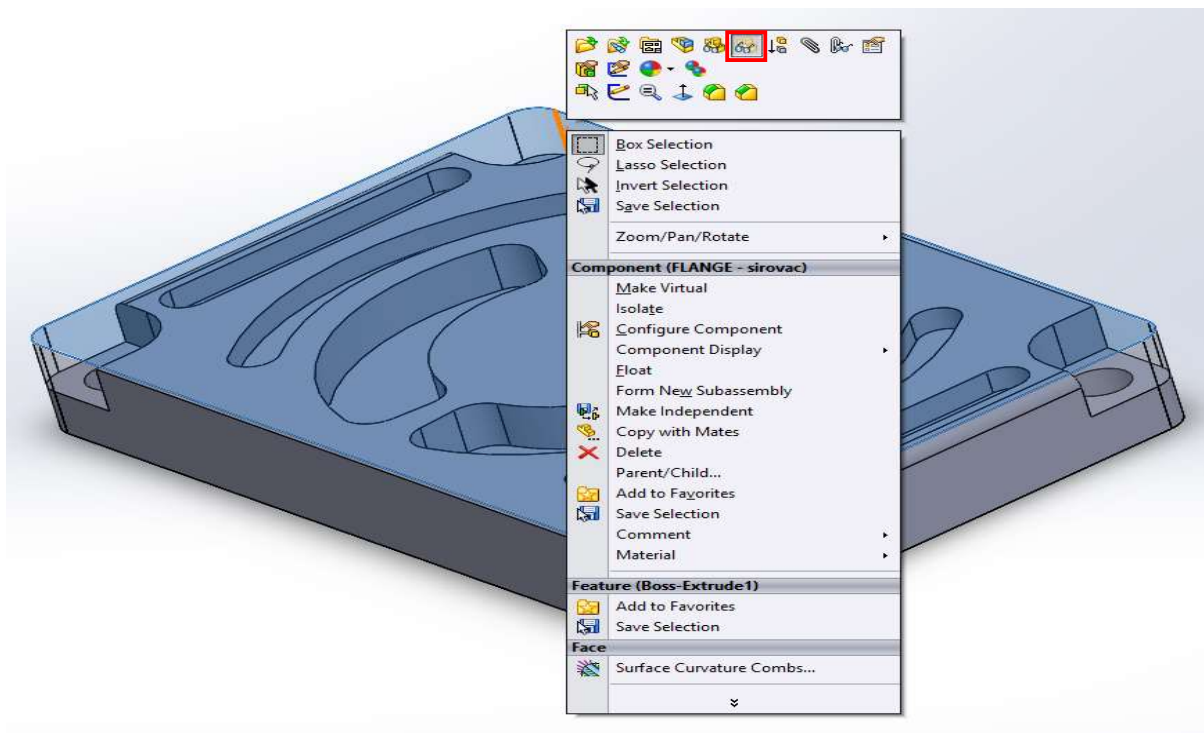 Box Selection
Lasso Selection
Invert Selection
Save Selection
Zoom/Pan/Rotate
Component (FLANGE - sirovac)
Make Virtual
Isolate
Configure Component
Component Display
Float
Form New Subassembly
Make Independent
Copy with Mates
Delete
Parent/Child...
Add to Favorites
Save Selection
Comment
Material
Feature (Boss-Extrude1)
Add to Favorites
Save Selection
Face
Surface Curvature Combs...